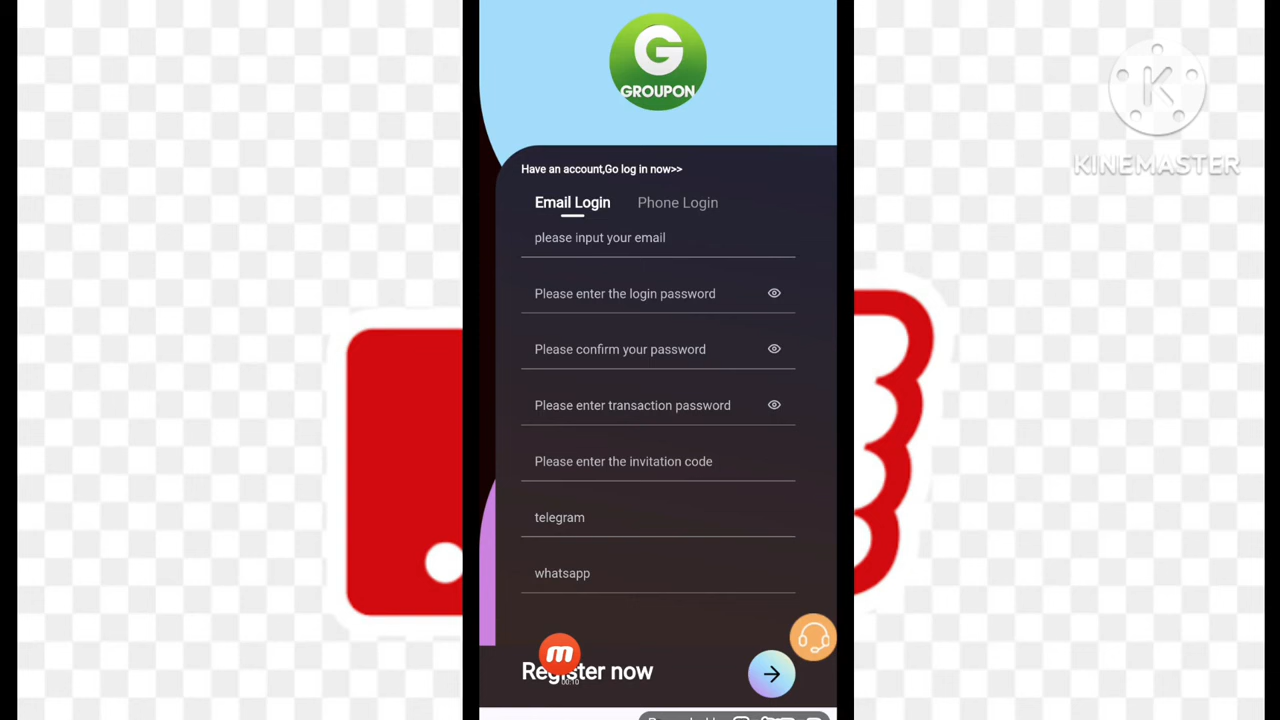 G
GROUPON
K
KINEMASTER
Have an account,Go log in now>>
Email Login
Phone Login
please input your email
Please enter the login password
Please confirm your password
Please enter transaction password
Please enter the invitation code
telegram
whatsapp
m
00:10
Register now